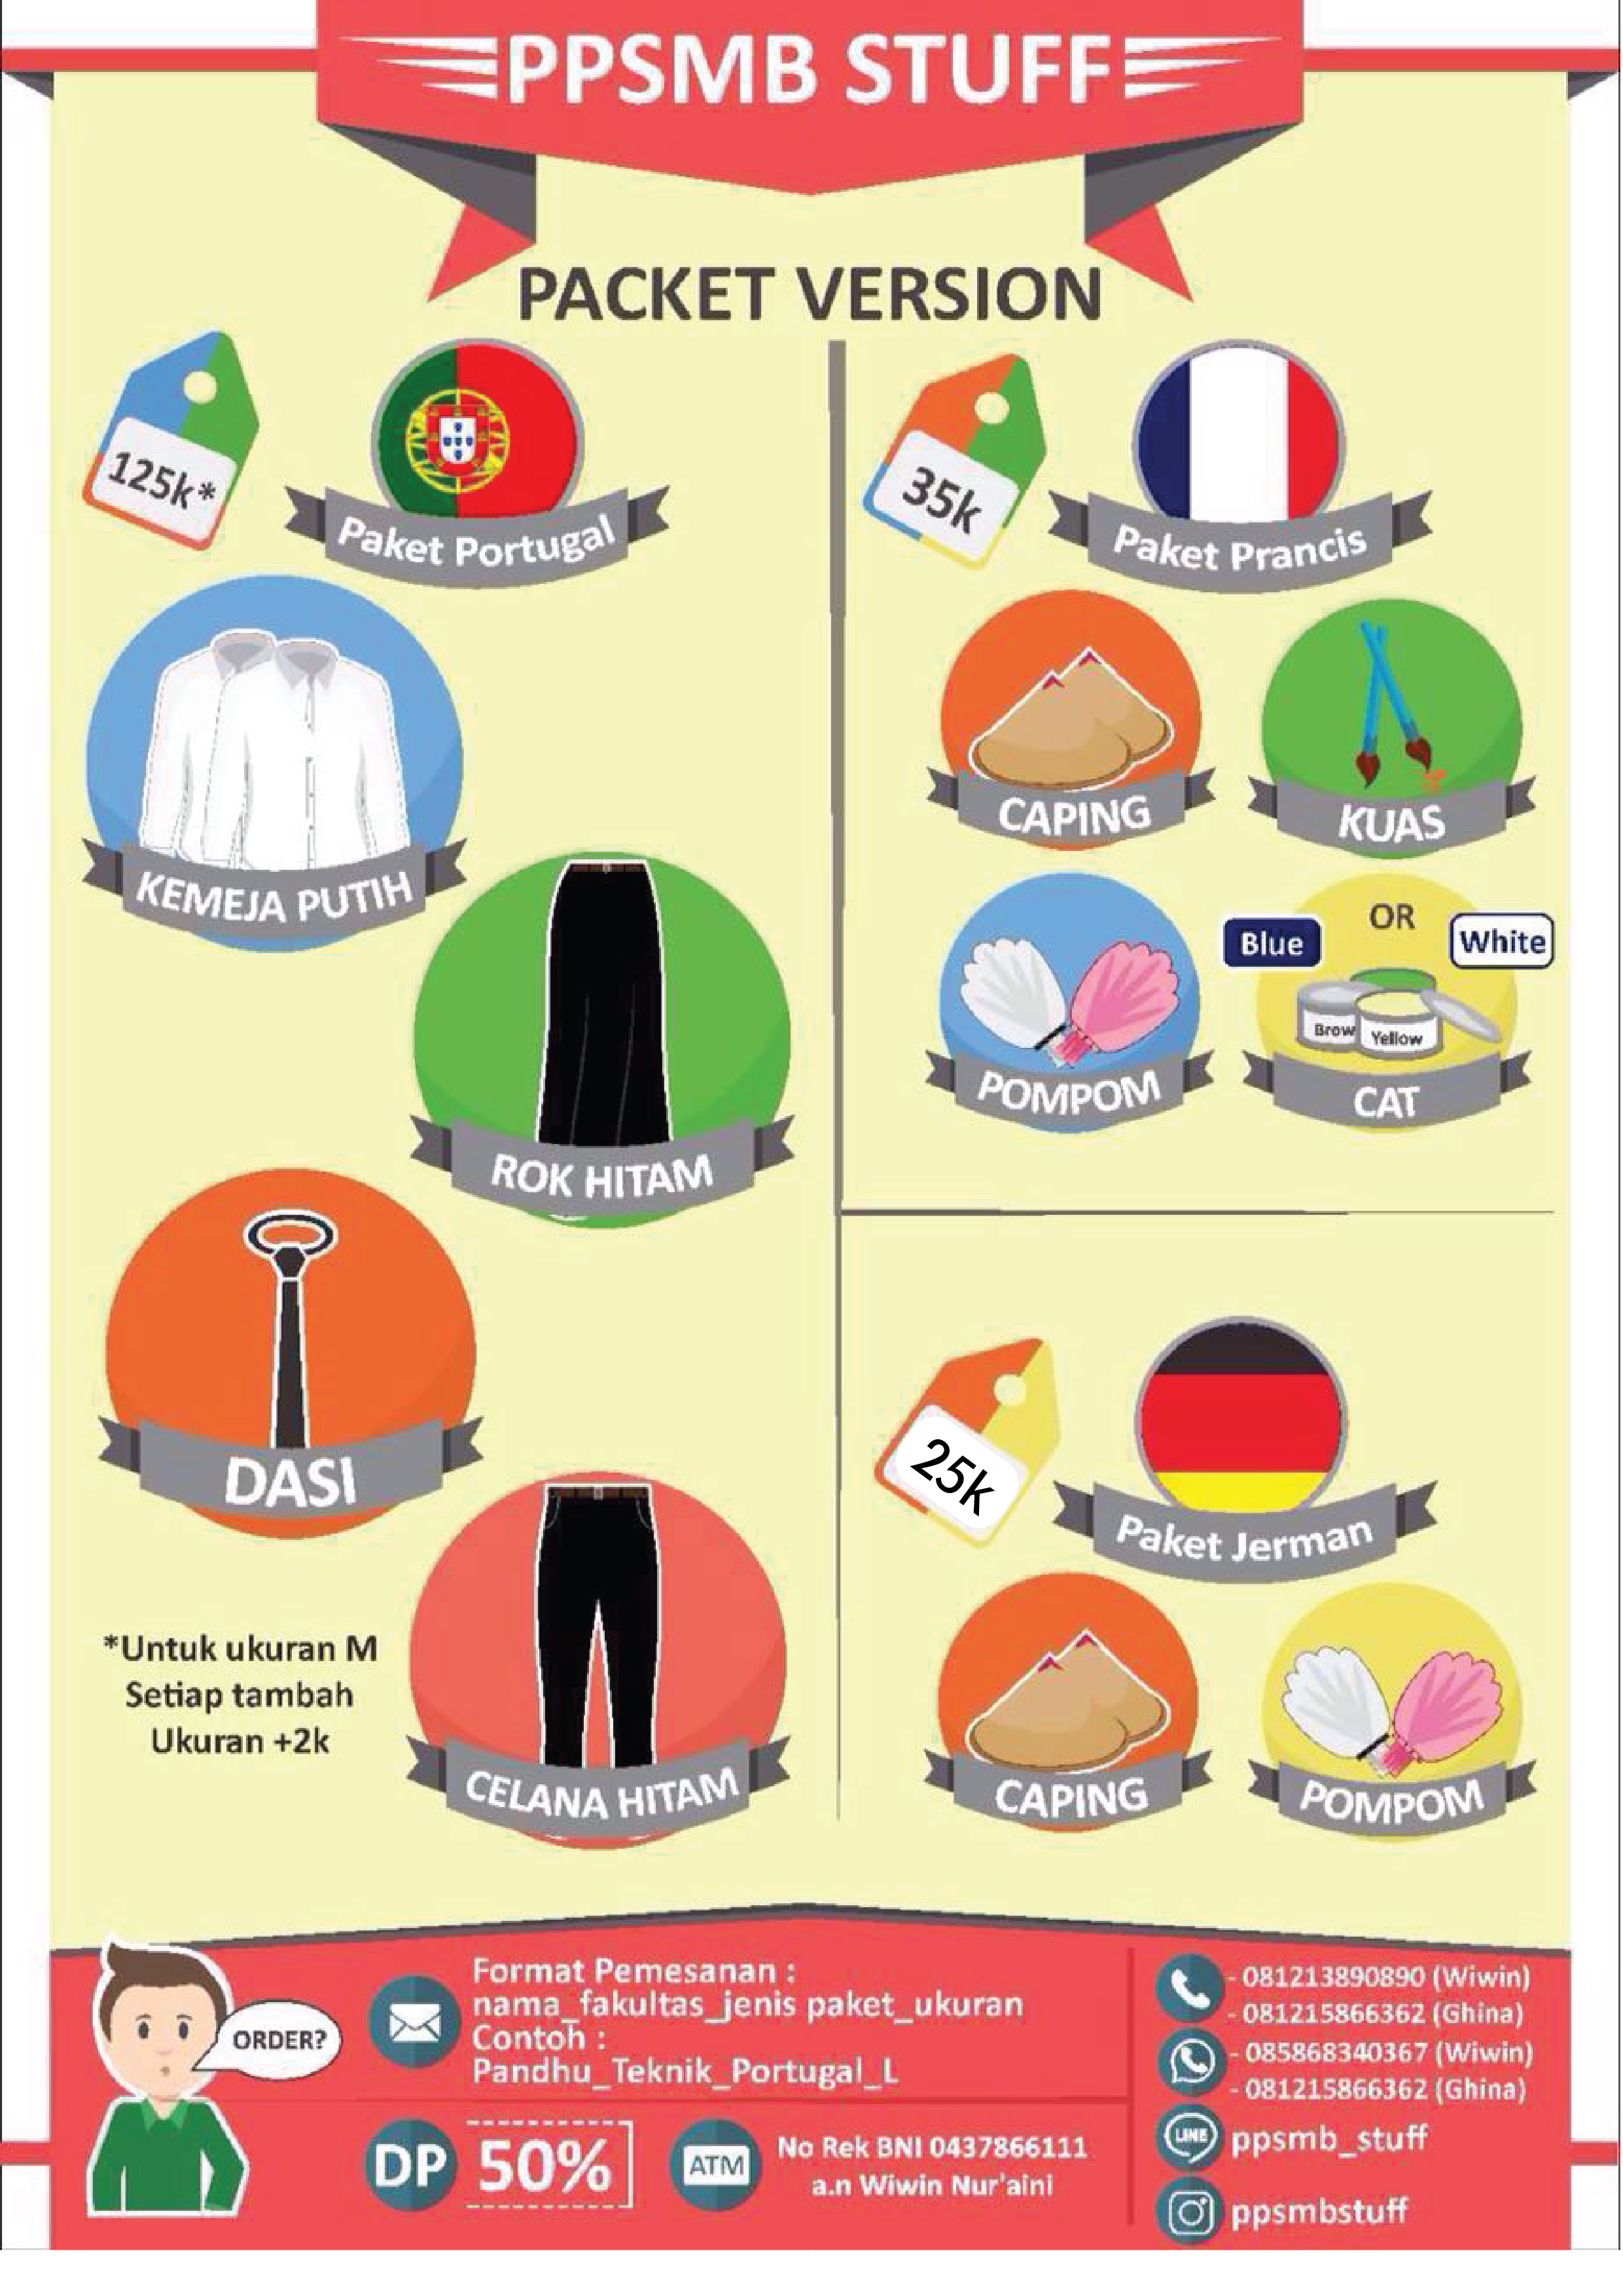 PPSMB STUFF
PACKET VERSION
125k*
Paket Portugal
KEMEJA PUTIH
ROK HITAM
DASI
CELANA HITAM
*Untuk ukuran M
Setiap tambah
Ukuran +2k
35k
Paket Prancis
CAPING
KUAS
POMPOM
Blue
OR
White
Brow
Yellow
CAT
25k
Paket Jerman
CAPING
POMPOM
ORDER?
Format Pemesanan :
nama_fakultas_jenis paket_ukuran
Contoh :
Pandhu_Teknik_Portugal_L
DP
50%
ATM
No Rek BNI 0437866111
a.n Wiwin Nur'aini
- 081213890890 (Wiwin)
- 081215866362 (Ghina)
- 085868340367 (Wiwin)
- 081215866362 (Ghina)
LINE
ppsmb_stuff
ppsmbstuff